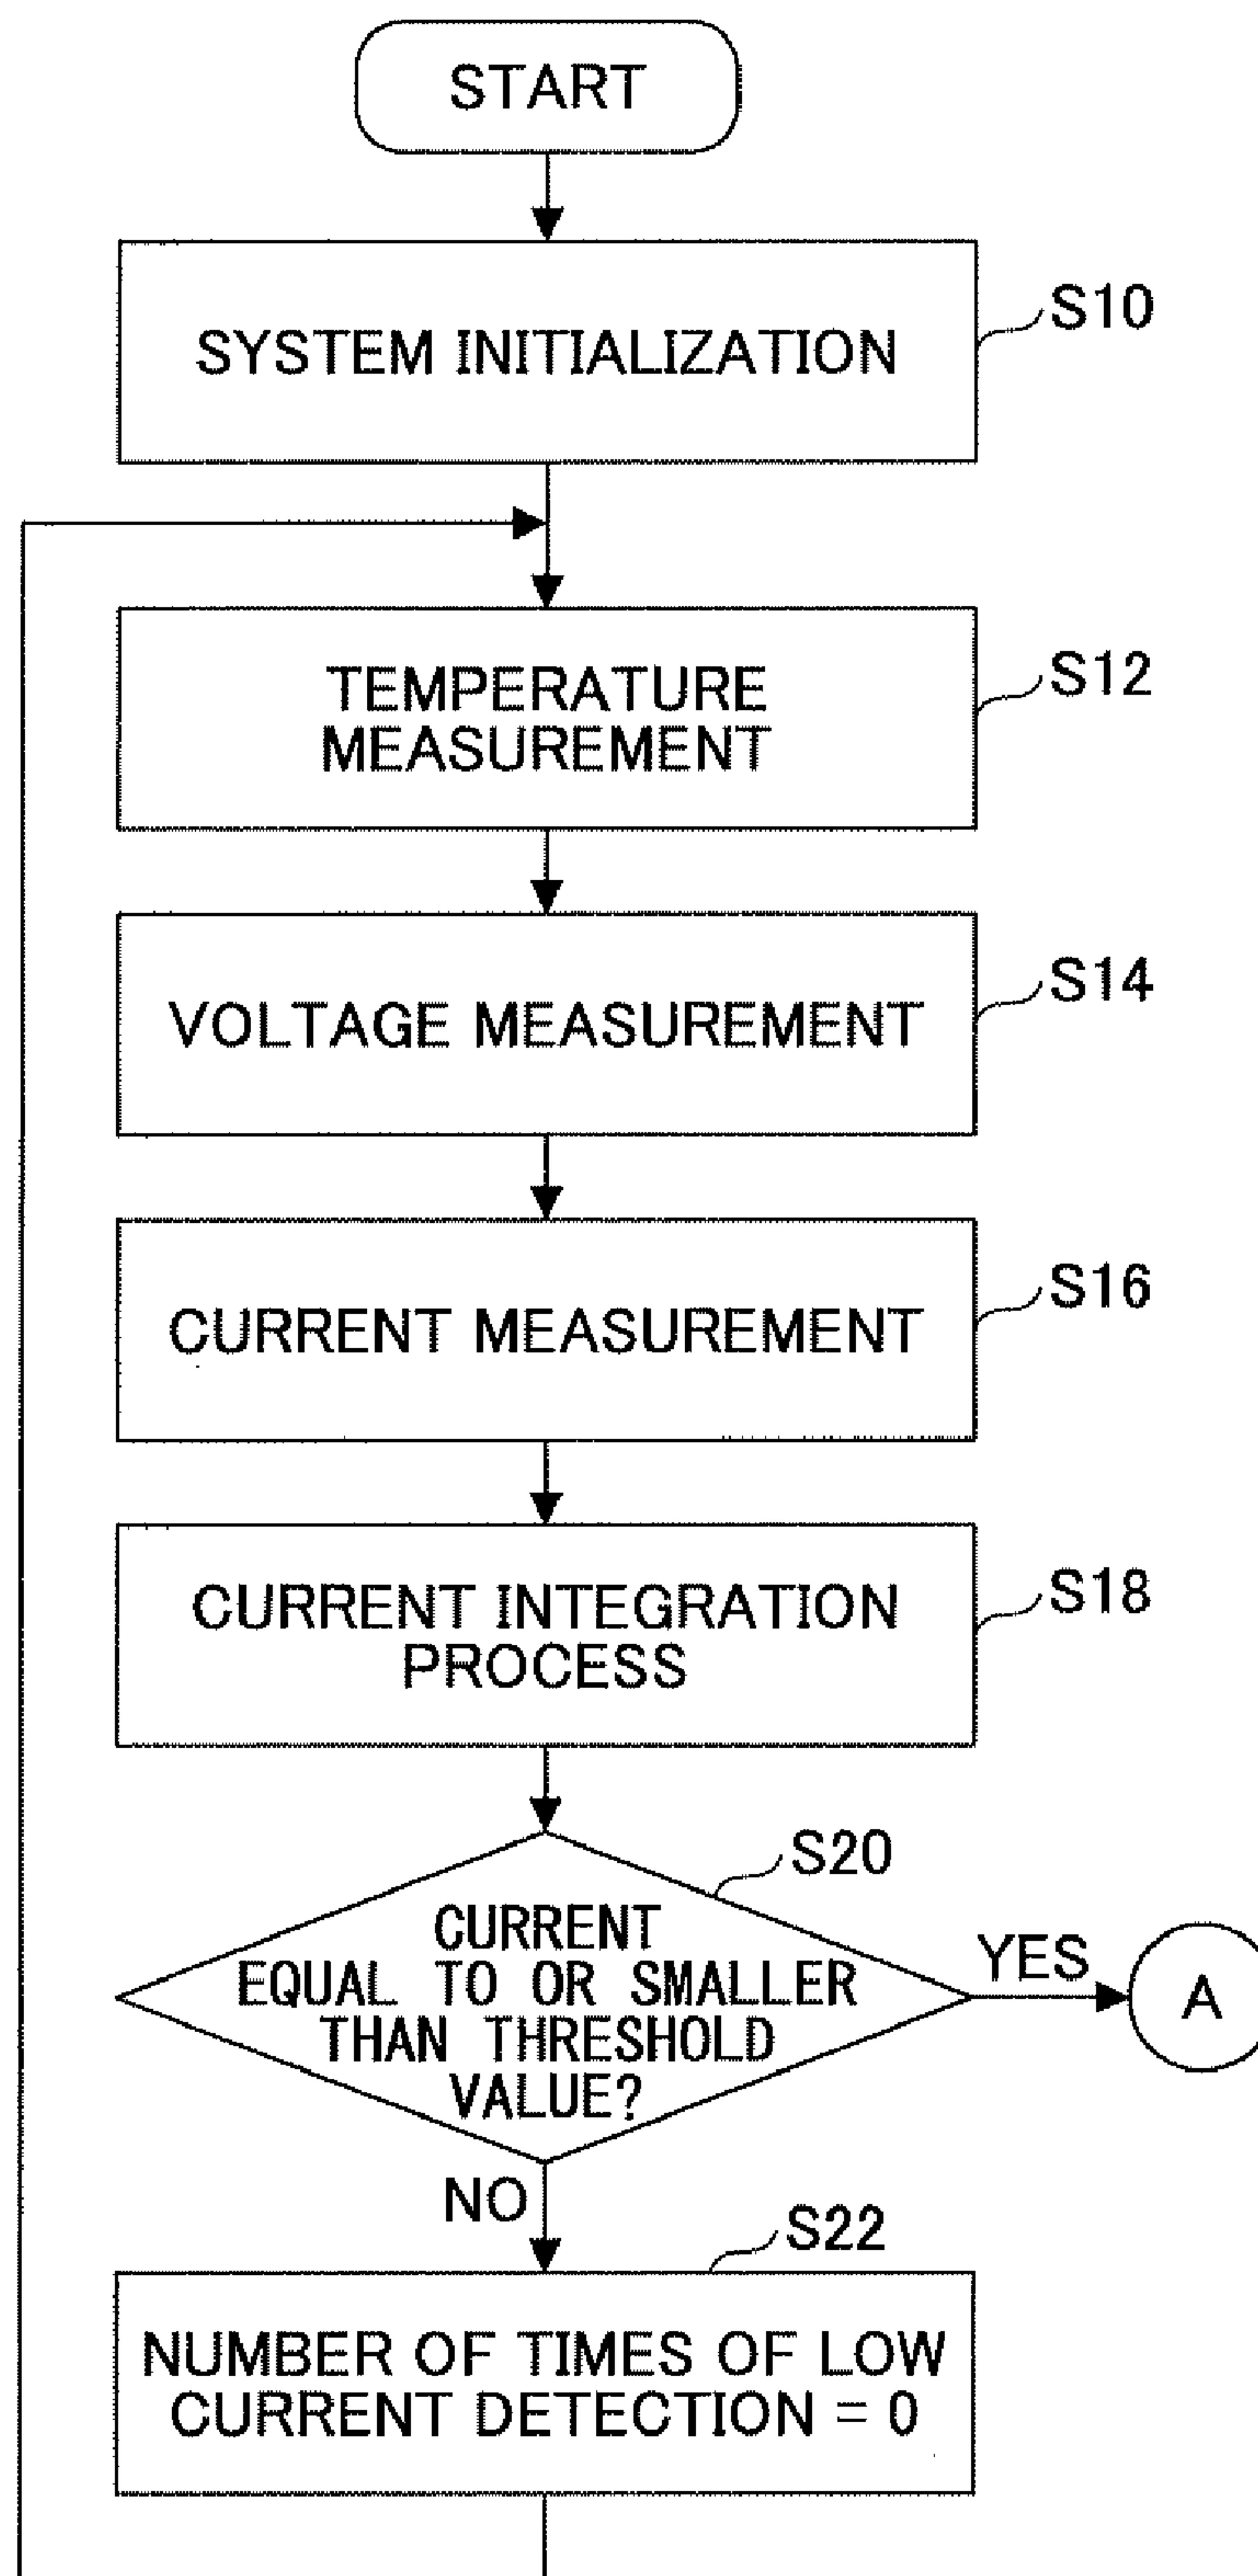 START
SYSTEM INITIALIZATION
S10
TEMPERATURE
MEASUREMENT
S12
VOLTAGE MEASUREMENT
S14
CURRENT MEASUREMENT
S16
CURRENT INTEGRATION
PROCESS
S18
S20
CURRENT
EQUAL TO OR SMALLER
THAN THRESHOLD
VALUE?
YES
A
NO
S22
NUMBER OF TIMES OF LOW
CURRENT DETECTION = 0